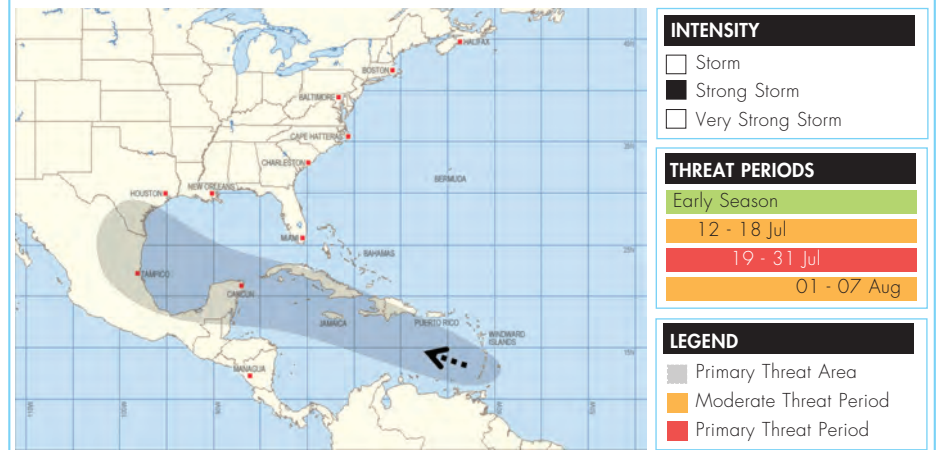 HALIFAX
BOSTON
BALTIMORE
CAPE HATTERAS
CHARLESTON
BERMUDA
HOUSTON
NEW ORLEANS
MIAMI
BAHAMAS
TAMPICO
CANCUN
JAMAICA
PUERTO RICO
WINDWARD
ISLANDS
MANAGUA
INTENSITY
Storm
Strong Storm
Very Strong Storm
THREAT PERIODS
Early Season
12 - 18 Jul
19 - 31 Jul
01 - 07 Aug
LEGEND
Primary Threat Area
Moderate Threat Period
Primary Threat Period